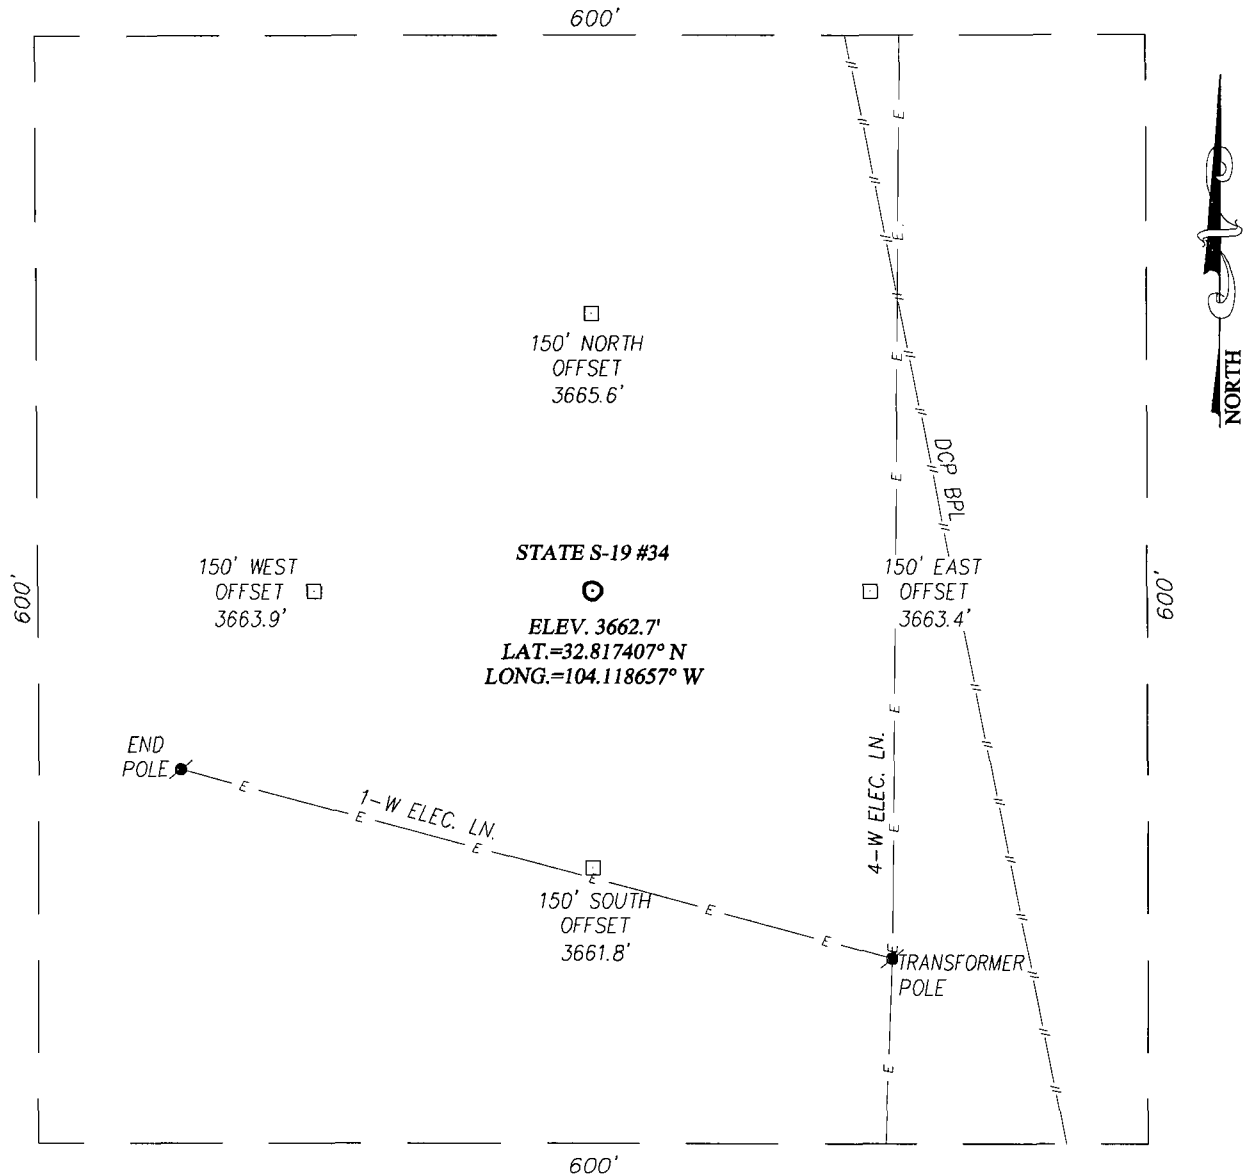 600'
150' NORTH
OFFSET
3665.6'
NORTH
DCP BPL
600'
150' WEST
OFFSET
3663.9'
STATE S-19 #34
ELEV. 3662.7'
LAT.=32.817407° N
LONG.=104.118657° W
150' EAST
OFFSET
3663.4'
600'
END
POLE
1-W ELEC. LN.
4-W ELEC. LN.
150' SOUTH
OFFSET
3661.8'
TRANSFORMER
POLE
E
E
E
E
E
E
E
E
E
E
E
E
E
E
600'